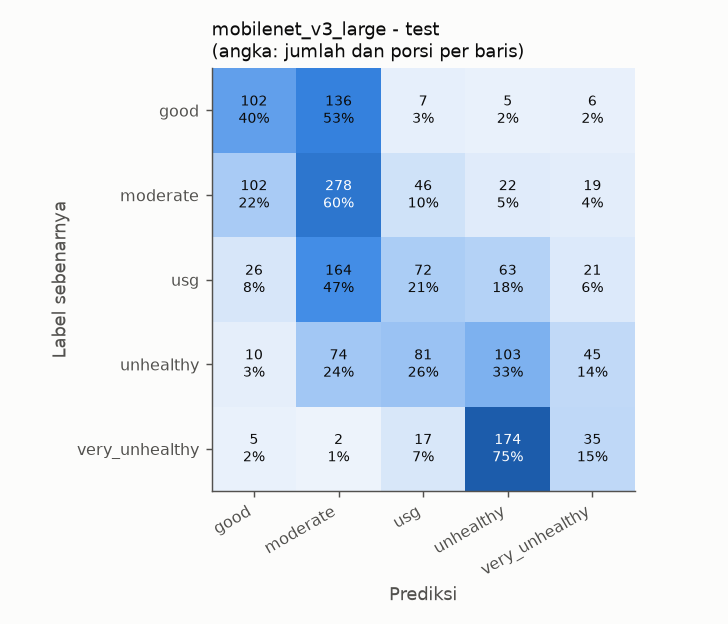 mobilenet_v3_large - test
(angka: jumlah dan porsi per baris)
Label sebenarnya
good
102 136 7 5 6
40% 53% 3% 2% 2%
moderate
102 278 46 22 19
22% 60% 10% 5% 4%
usg
26 164 72 63 21
8% 47% 21% 18% 6%
unhealthy
10 74 81 103 45
3% 24% 26% 33% 14%
very_unhealthy
5 2 17 174 35
2% 1% 7% 75% 15%
good moderate usg unhealthy very_unhealthy
Prediksi